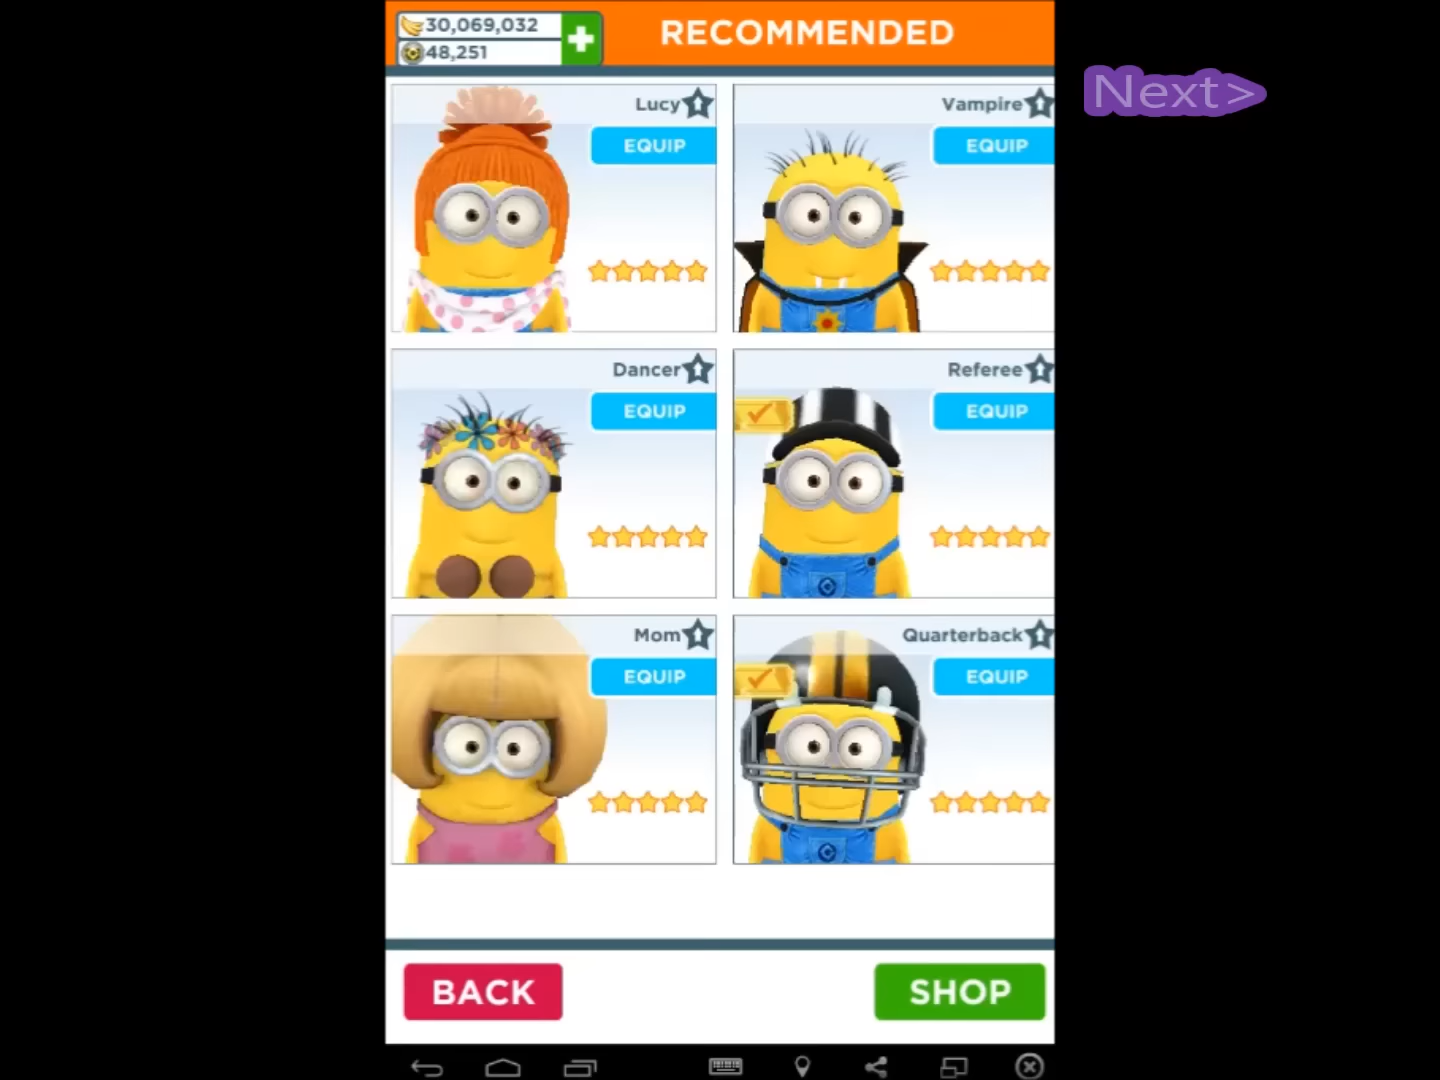 30,069,032
48,251
RECOMMENDED
Next>
Lucy
EQUIP
Vampire
EQUIP
Dancer
EQUIP
Referee
EQUIP
Mom
EQUIP
Quarterback
EQUIP
BACK
SHOP